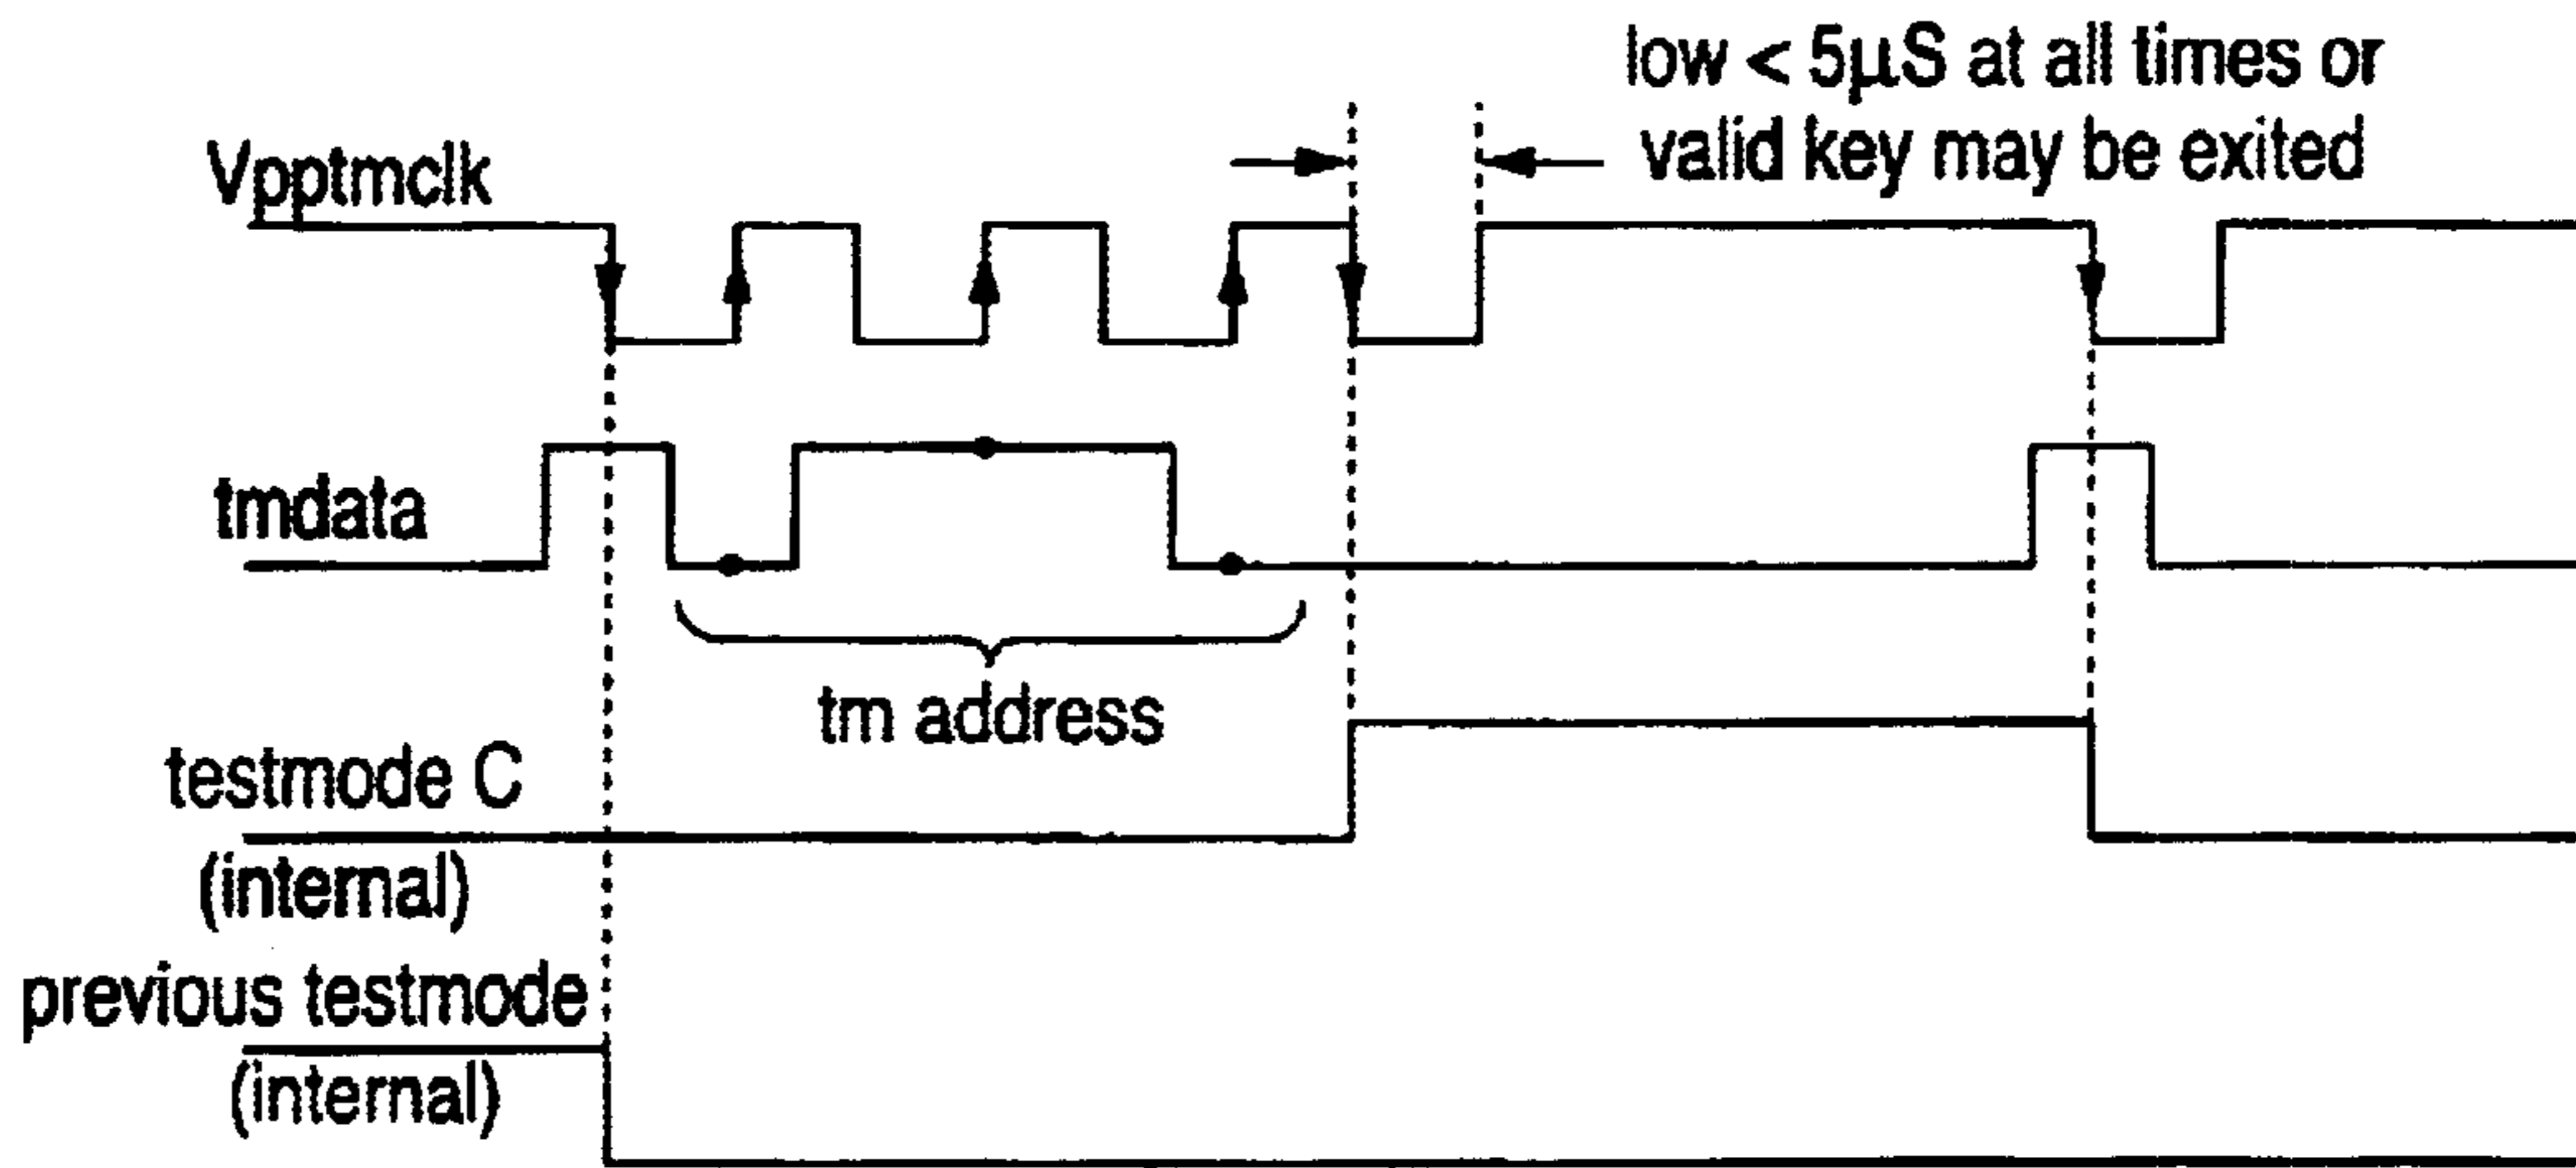 low < 5μS at all times or
valid key may be exited
Vpptmclk
tmdata
tm address
testmode C
(internal)
previous testmode
(internal)